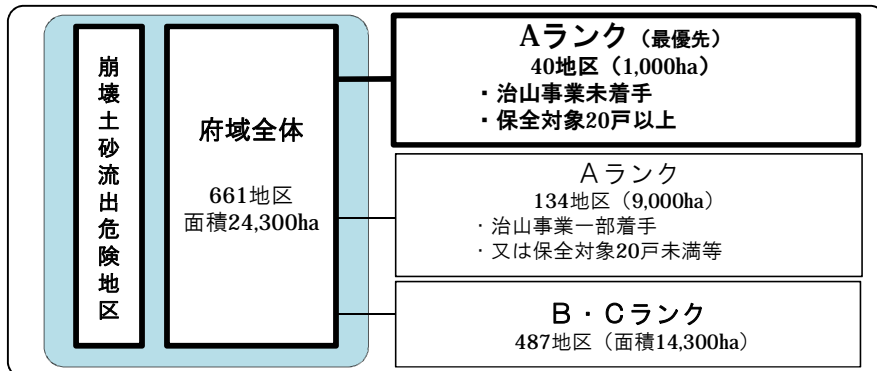 崩壊土砂流出危険地区
府域全体
661地区
面積24,300ha
Aランク（最優先）
40地区（1,000ha）
・治山事業未着手
・保全対象20戸以上
Ａランク
134地区（9,000ha）
・治山事業一部着手
・又は保全対象20戸未満等
Ｂ・Ｃランク
487地区（面積14,300ha）